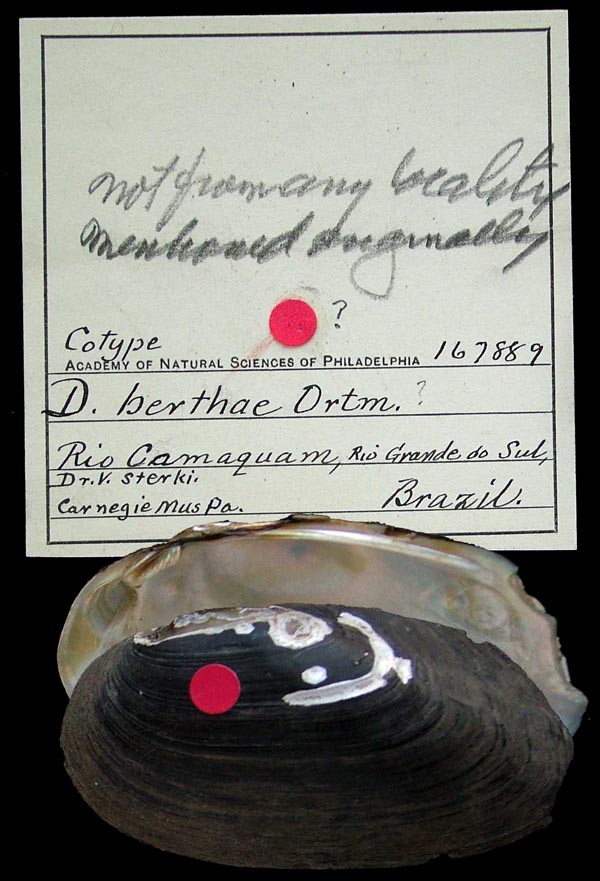 not from any locality
mentioned originally
?
Cotype
ACADEMY OF NATURAL SCIENCES OF PHILADELPHIA 167889
D. berthae Ortm. ?
Rio Camaquam, Rio Grande do Sul,
Dr. V. Sterki.
Carnegie Mus Pa. Brazil.